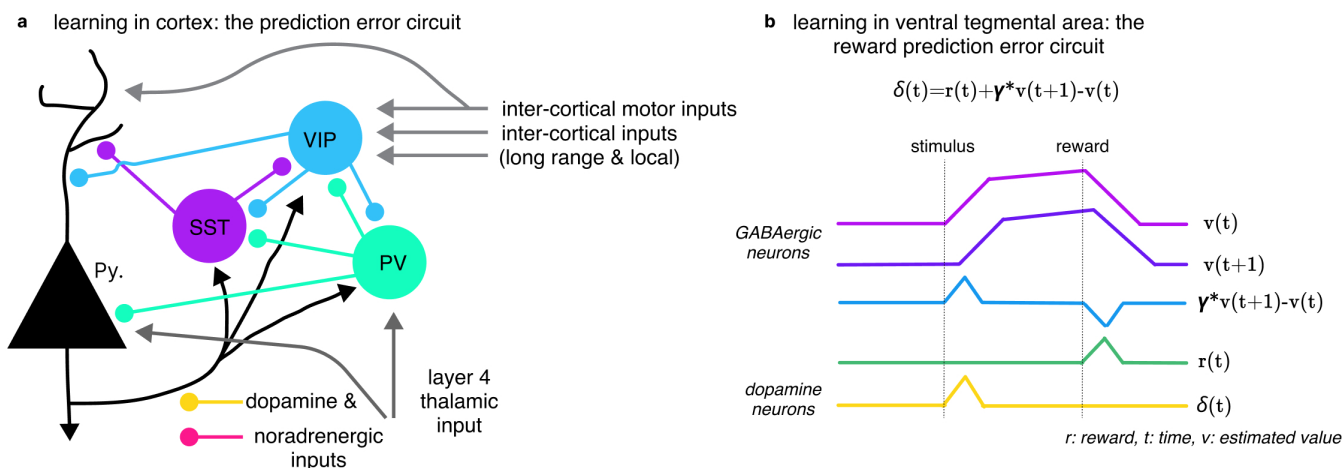 a learning in cortex: the prediction error circuit
inter-cortical motor inputs
inter-cortical inputs
(long range & local)
VIP
SST
PV
Py.
layer 4
thalamic
input
dopamine &
noradrenergic
inputs
b learning in ventral tegmental area: the
reward prediction error circuit
δ(t)=r(t)+γ*v(t+1)-v(t)
stimulus
reward
GABAergic
neurons
v(t)
v(t+1)
γ*v(t+1)-v(t)
r(t)
dopamine
neurons
δ(t)
r: reward, t: time, v: estimated value